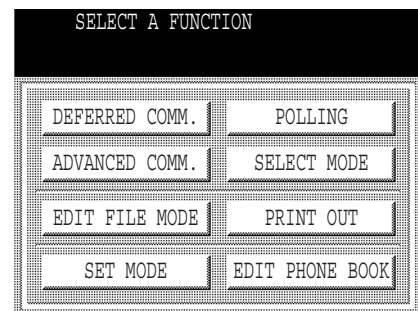 SELECT A FUNCTION
DEFERRED COMM. POLLING
ADVANCED COMM. SELECT MODE
EDIT FILE MODE PRINT OUT
SET MODE EDIT PHONE BOOK